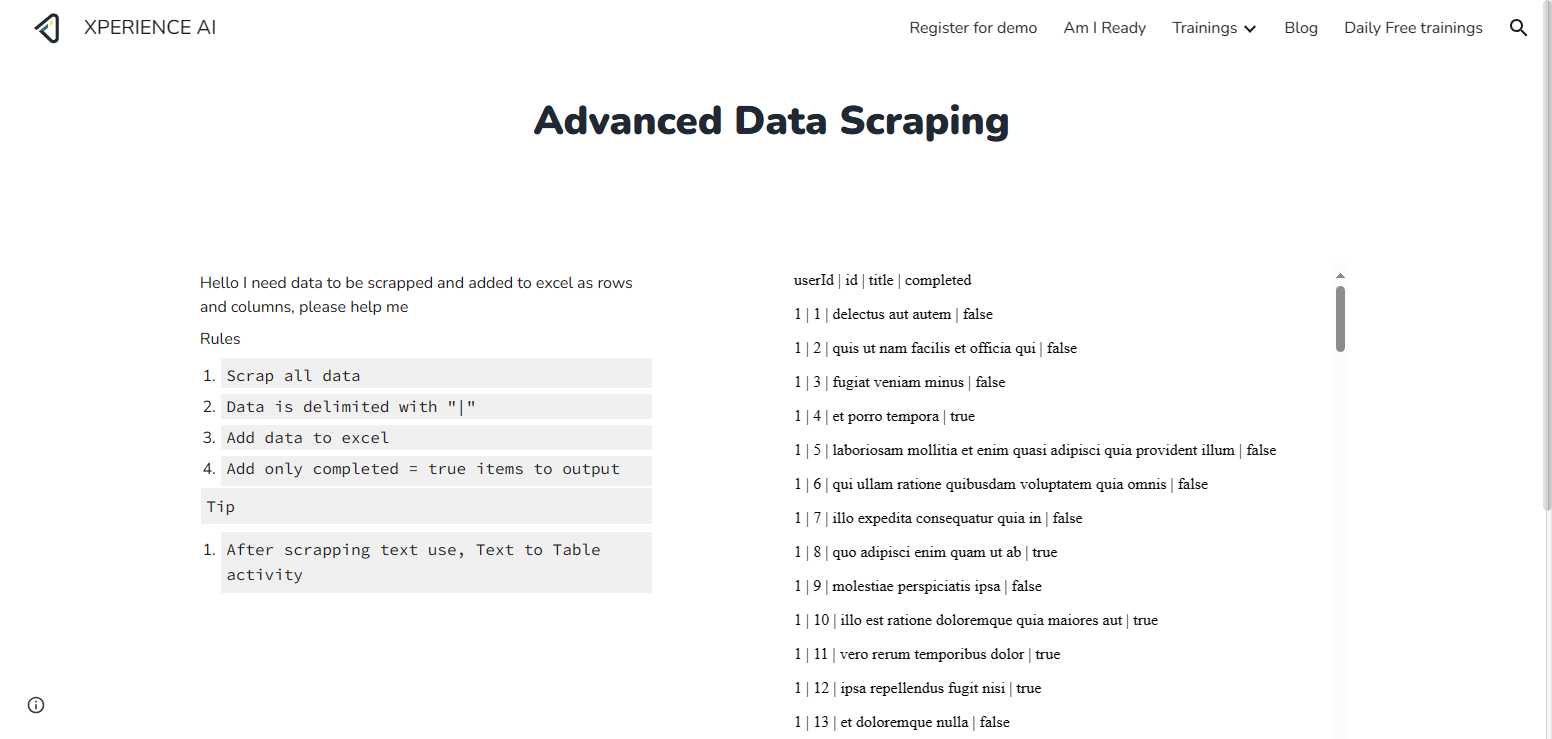 XPERIENCE AI
Register for demo
Am I Ready
Trainings
Blog
Daily Free trainings
Advanced Data Scraping
Hello I need data to be scrapped and added to excel as rows
and columns, please help me
Rules
1. Scrap all data
2. Data is delimited with "|"
3. Add data to excel
4. Add only completed = true items to output
Tip
1. After scrapping text use, Text to Table
activity
userId | id | title | completed
1 | 1 | delectus aut autem | false
1 | 2 | quis ut nam facilis et officia qui | false
1 | 3 | fugiat veniam minus | false
1 | 4 | et porro tempora | true
1 | 5 | laboriosam mollitia et enim quasi adipisci quia provident illum | false
1 | 6 | qui ullam ratione quibusdam voluptatem quia omnis | false
1 | 7 | illo expedita consequatur quia in | false
1 | 8 | quo adipisci enim quam ut ab | true
1 | 9 | molestiae perspiciatis ipsa | false
1 | 10 | illo est ratione doloremque quia maiores aut | true
1 | 11 | vero rerum temporibus dolor | true
1 | 12 | ipsa repellendus fugit nisi | true
1 | 13 | et doloremque nulla | false